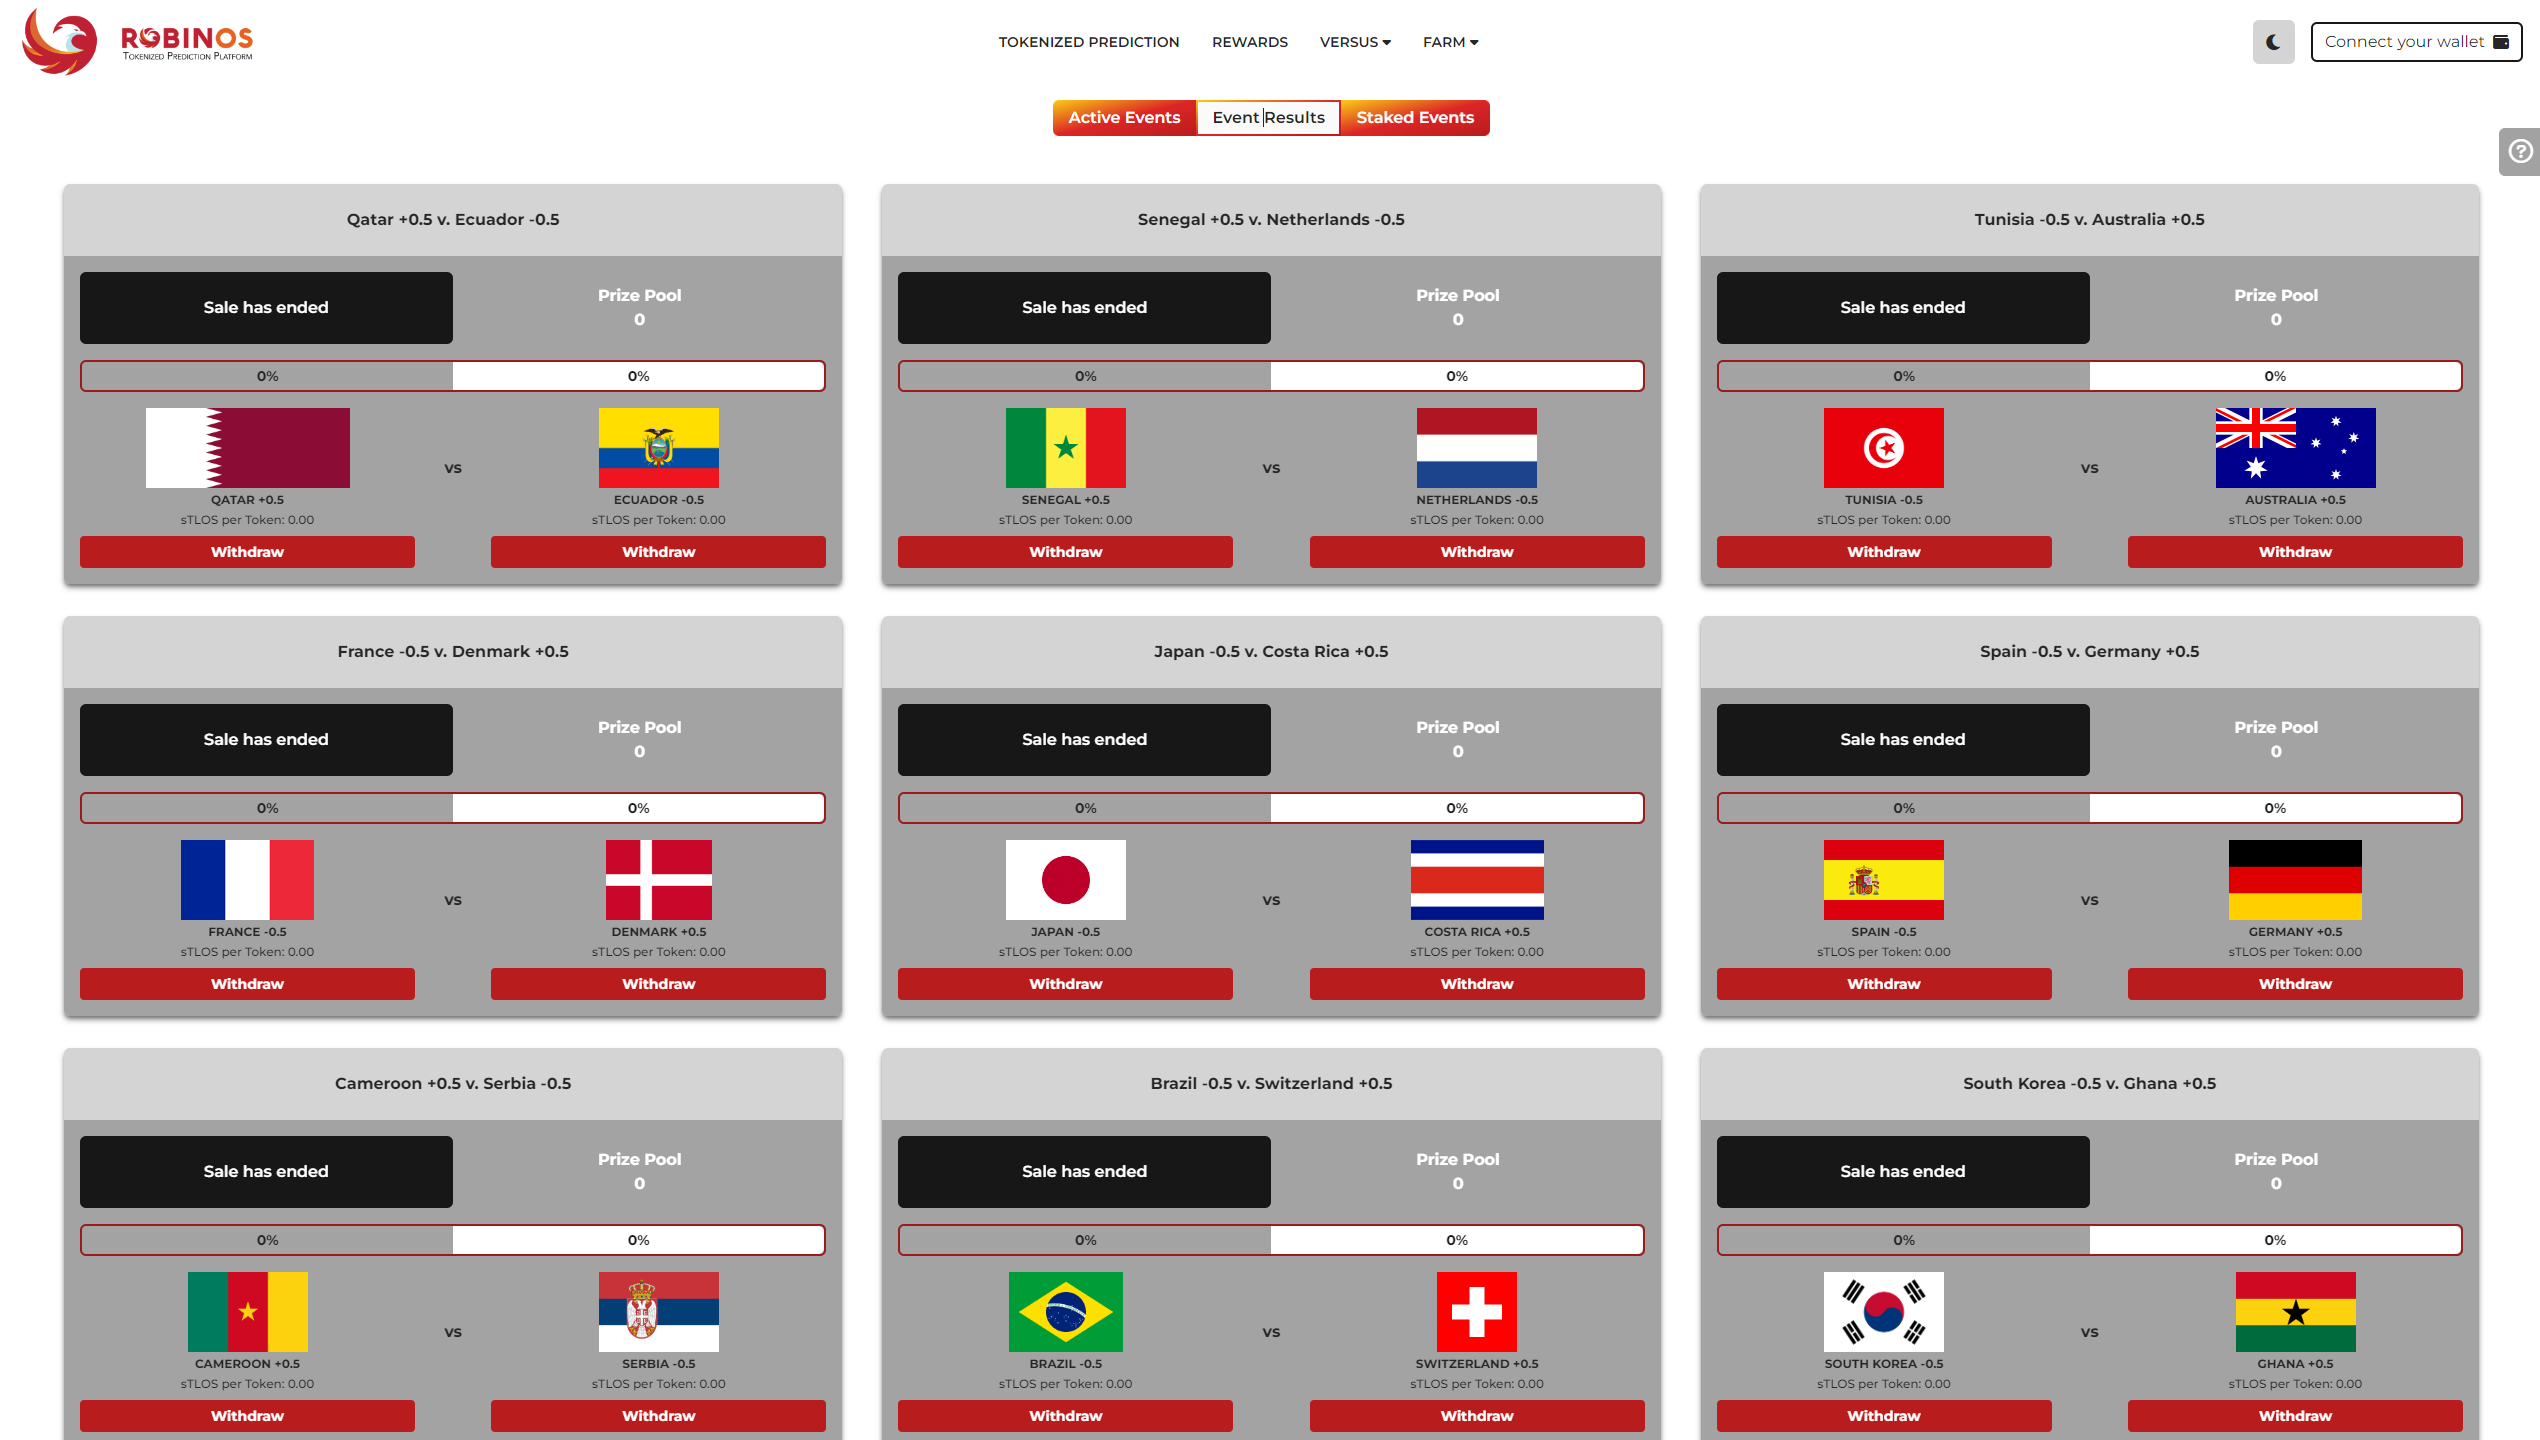 ROBINOS
TOKENIZED PREDICTION PLATFORM
TOKENIZED PREDICTION REWARDS VERSUS FARM
Connect your wallet
Active Events Event Results Staked Events
Qatar +0.5 v. Ecuador -0.5
Sale has ended
Prize Pool
0
0% 0%
vs
QATAR +0.5 ECUADOR -0.5
sTLOS per Token: 0.00 sTLOS per Token: 0.00
Withdraw Withdraw
Senegal +0.5 v. Netherlands -0.5
Sale has ended
Prize Pool
0
0% 0%
vs
SENEGAL +0.5 NETHERLANDS -0.5
sTLOS per Token: 0.00 sTLOS per Token: 0.00
Withdraw Withdraw
Tunisia -0.5 v. Australia +0.5
Sale has ended
Prize Pool
0
0% 0%
vs
TUNISIA -0.5 AUSTRALIA +0.5
sTLOS per Token: 0.00 sTLOS per Token: 0.00
Withdraw Withdraw
France -0.5 v. Denmark +0.5
Sale has ended
Prize Pool
0
0% 0%
vs
FRANCE -0.5 DENMARK +0.5
sTLOS per Token: 0.00 sTLOS per Token: 0.00
Withdraw Withdraw
Japan -0.5 v. Costa Rica +0.5
Sale has ended
Prize Pool
0
0% 0%
vs
JAPAN -0.5 COSTA RICA +0.5
sTLOS per Token: 0.00 sTLOS per Token: 0.00
Withdraw Withdraw
Spain -0.5 v. Germany +0.5
Sale has ended
Prize Pool
0
0% 0%
vs
SPAIN -0.5 GERMANY +0.5
sTLOS per Token: 0.00 sTLOS per Token: 0.00
Withdraw Withdraw
Cameroon +0.5 v. Serbia -0.5
Sale has ended
Prize Pool
0
0% 0%
vs
CAMEROON +0.5 SERBIA -0.5
sTLOS per Token: 0.00 sTLOS per Token: 0.00
Withdraw Withdraw
Brazil -0.5 v. Switzerland +0.5
Sale has ended
Prize Pool
0
0% 0%
vs
BRAZIL -0.5 SWITZERLAND +0.5
sTLOS per Token: 0.00 sTLOS per Token: 0.00
Withdraw Withdraw
South Korea -0.5 v. Ghana +0.5
Sale has ended
Prize Pool
0
0% 0%
vs
SOUTH KOREA -0.5 GHANA +0.5
sTLOS per Token: 0.00 sTLOS per Token: 0.00
Withdraw Withdraw